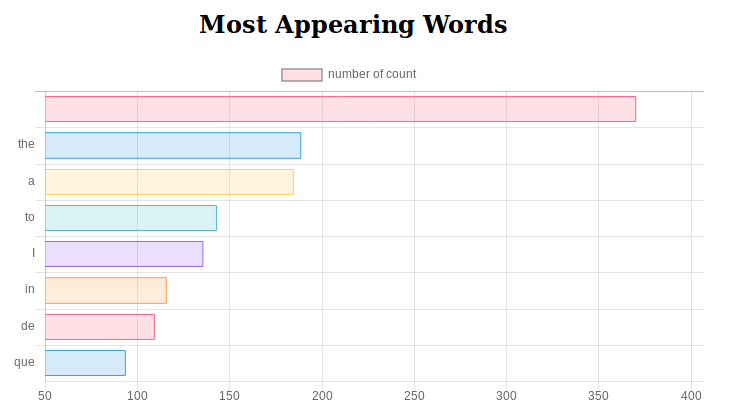 Most Appearing Words
number of count
the
a
to
I
in
de
que
50 100 150 200 250 300 350 400